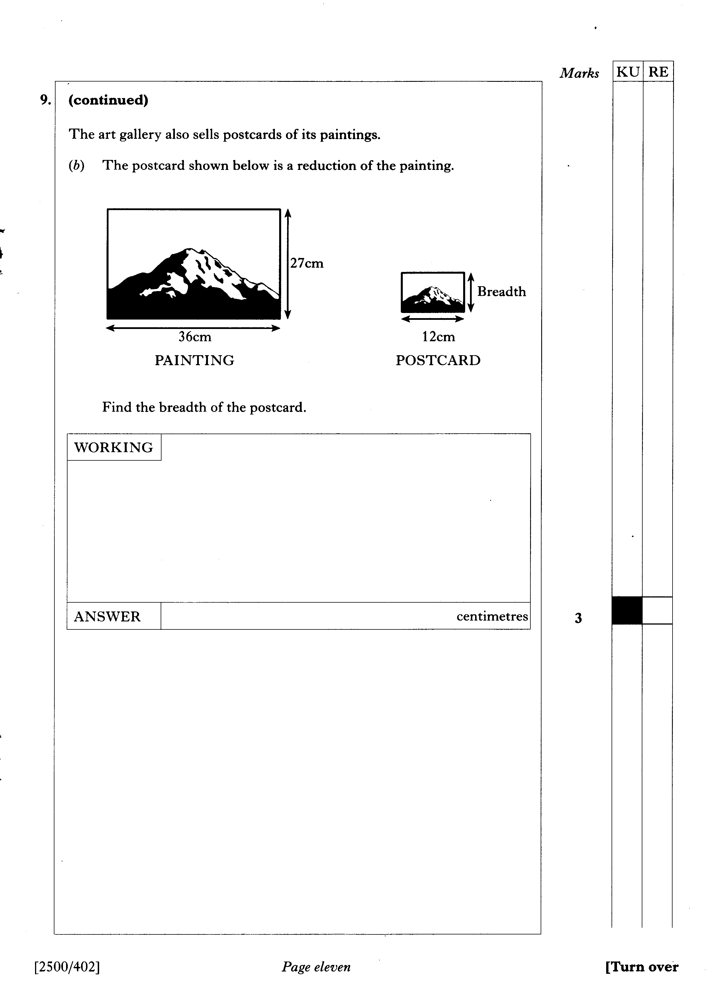 Marks KU RE
9. (continued)
The art gallery also sells postcards of its paintings.
(b) The postcard shown below is a reduction of the painting.
27cm
Breadth
36cm
12cm
PAINTING
POSTCARD
Find the breadth of the postcard.
WORKING
ANSWER
centimetres
3
[2500/402]
Page eleven
[Turn over